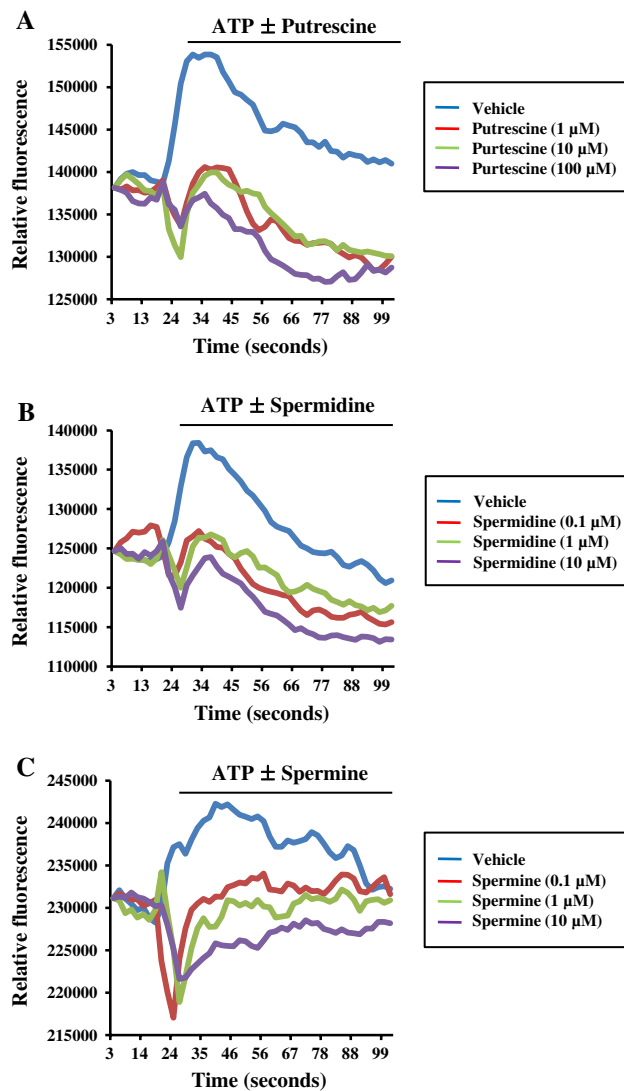 A
ATP ± Putrescine
Relative fluorescence
155000
150000
145000
140000
135000
130000
125000
3 13 24 34 45 56 66 77 88 99
Time (seconds)
Vehicle
Putrescine (1 µM)
Purtescine (10 µM)
Purtescine (100 µM)
B
ATP ± Spermidine
Relative fluorescence
140000
135000
130000
125000
120000
115000
110000
3 13 24 34 45 56 66 77 88 99
Time (seconds)
Vehicle
Spermidine (0.1 µM)
Spermidine (1 µM)
Spermidine (10 µM)
C
ATP ± Spermine
Relative fluorescence
245000
240000
235000
230000
225000
220000
215000
3 14 24 35 46 56 67 78 88 99
Time (seconds)
Vehicle
Spermine (0.1 µM)
Spermine (1 µM)
Spermine (10 µM)